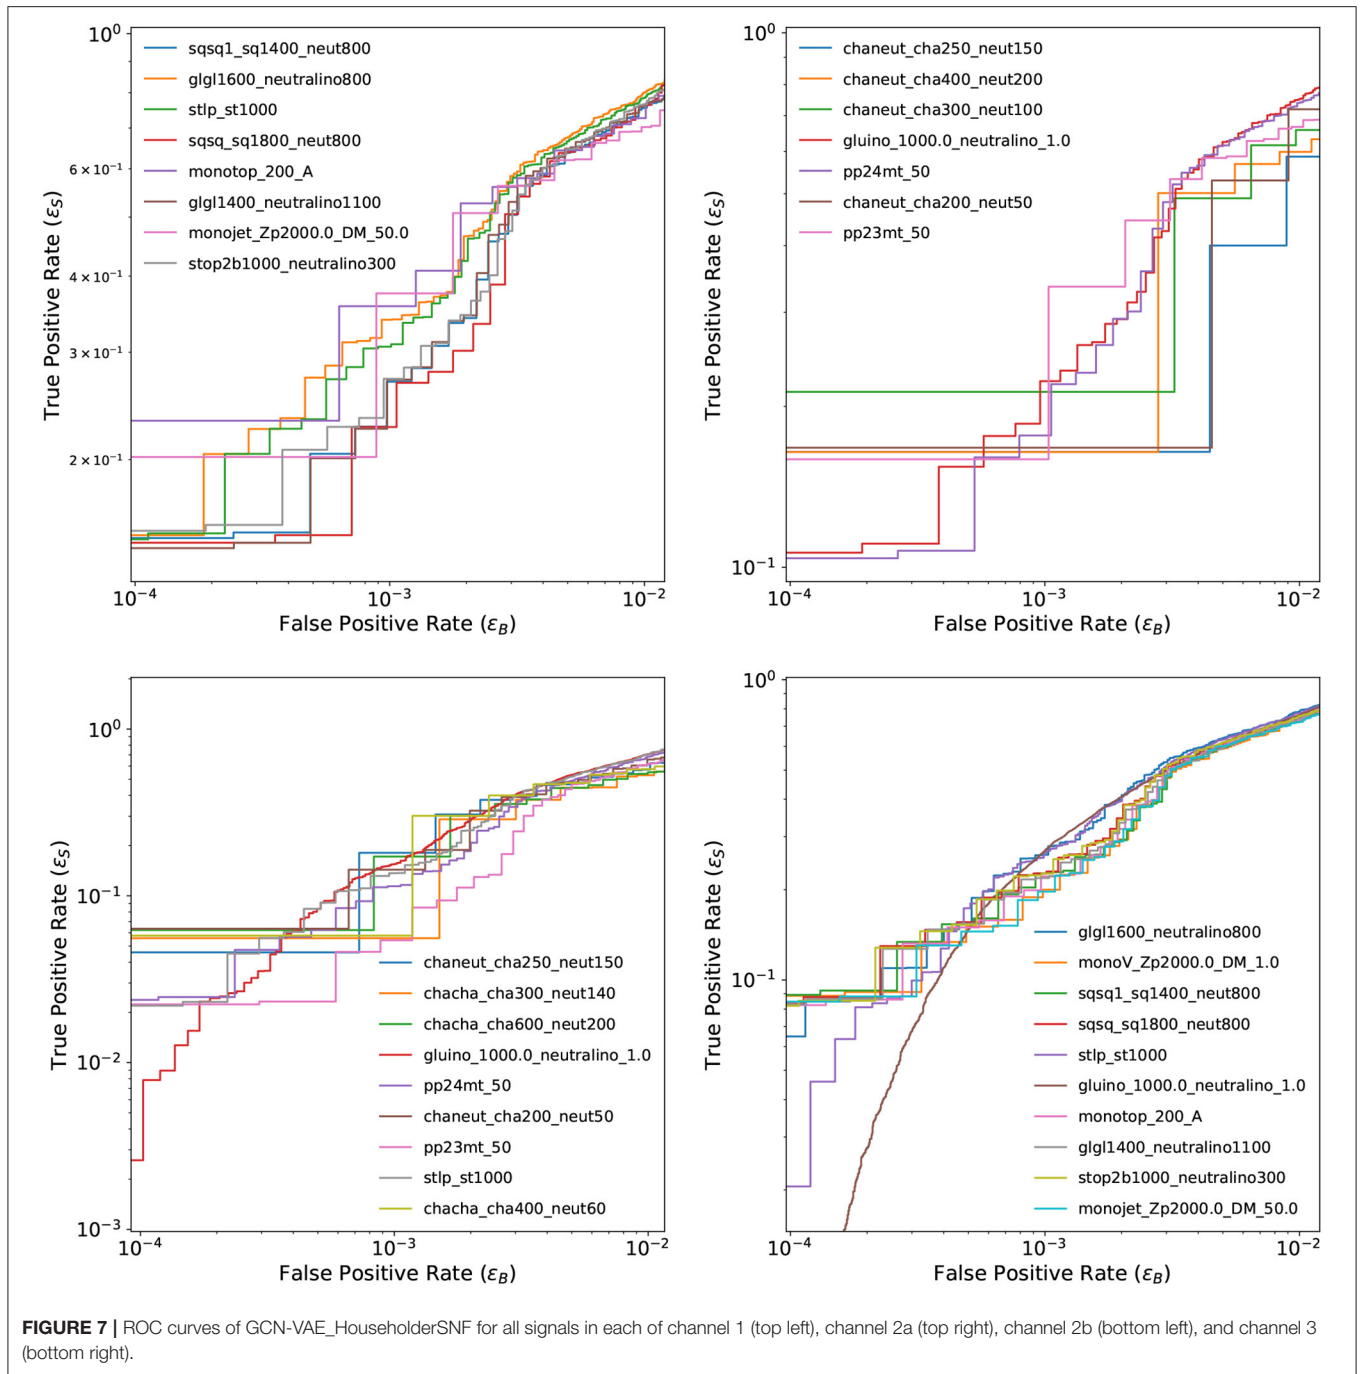 10⁰
6 × 10⁻¹
4 × 10⁻¹
3 × 10⁻¹
2 × 10⁻¹
True Positive Rate (εS)
sqsq1_sq1400_neut800
glgl1600_neutralino800
stlp_st1000
sqsq_sq1800_neut800
monotop_200_A
glgl1400_neutralino1100
monojet_Zp2000.0_DM_50.0
stop2b1000_neutralino300
10⁻⁴ 10⁻³ 10⁻²
False Positive Rate (εB)
10⁰
10⁻¹
True Positive Rate (εS)
chaneut_cha250_neut150
chaneut_cha400_neut200
chaneut_cha300_neut100
gluino_1000.0_neutralino_1.0
pp24mt_50
chaneut_cha200_neut50
pp23mt_50
10⁻⁴ 10⁻³ 10⁻²
False Positive Rate (εB)
10⁰
10⁻¹
10⁻²
10⁻³
True Positive Rate (εS)
chaneut_cha250_neut150
chacha_cha300_neut140
chacha_cha600_neut200
gluino_1000.0_neutralino_1.0
pp24mt_50
chaneut_cha200_neut50
pp23mt_50
stlp_st1000
chacha_cha400_neut60
10⁻⁴ 10⁻³ 10⁻²
False Positive Rate (εB)
10⁰
10⁻¹
True Positive Rate (εS)
glgl1600_neutralino800
monoV_Zp2000.0_DM_1.0
sqsq1_sq1400_neut800
sqsq_sq1800_neut800
stlp_st1000
gluino_1000.0_neutralino_1.0
monotop_200_A
glgl1400_neutralino1100
stop2b1000_neutralino300
monojet_Zp2000.0_DM_50.0
10⁻⁴ 10⁻³ 10⁻²
False Positive Rate (εB)
FIGURE 7 | ROC curves of GCN-VAE_HouseholderSNF for all signals in each of channel 1 (top left), channel 2a (top right), channel 2b (bottom left), and channel 3
(bottom right).